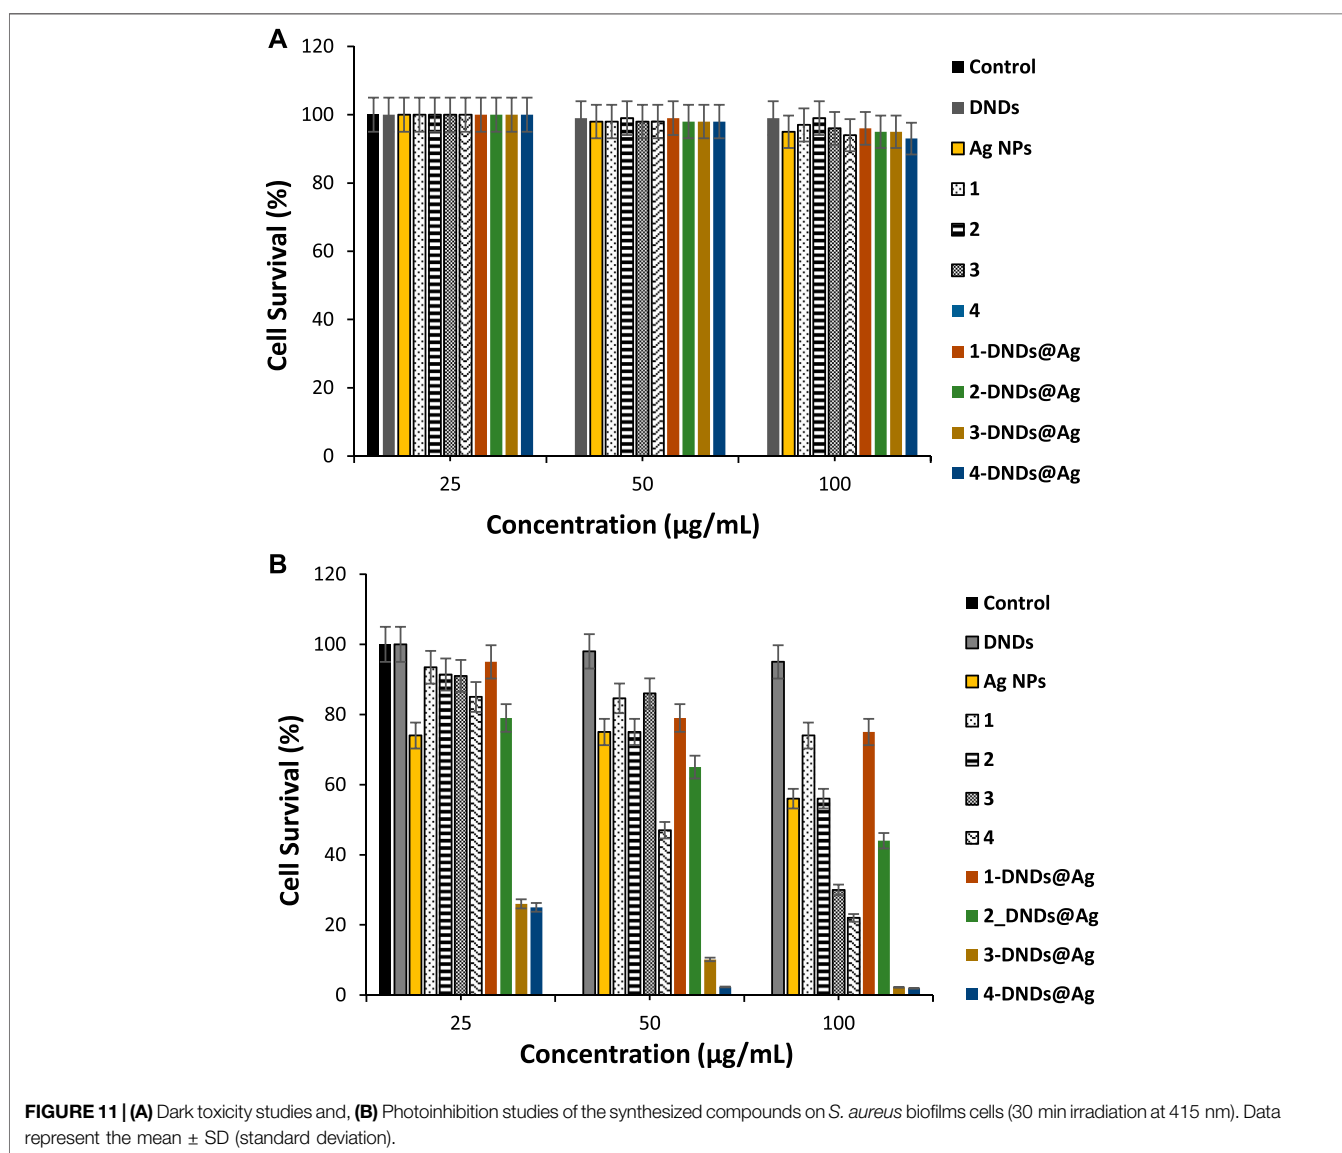 A
120
100
80
60
40
20
0
Cell Survival (%)
25 50 100
Concentration (µg/mL)
Control
DNDs
Ag NPs
1
2
3
4
1-DNDs@Ag
2-DNDs@Ag
3-DNDs@Ag
4-DNDs@Ag
B
120
100
80
60
40
20
0
Cell Survival (%)
25 50 100
Concentration (µg/mL)
Control
DNDs
Ag NPs
1
2
3
4
1-DNDs@Ag
2_DNDs@Ag
3-DNDs@Ag
4-DNDs@Ag
FIGURE 11 | (A) Dark toxicity studies and, (B) Photoinhibition studies of the synthesized compounds on S. aureus biofilms cells (30 min irradiation at 415 nm). Data
represent the mean ± SD (standard deviation).